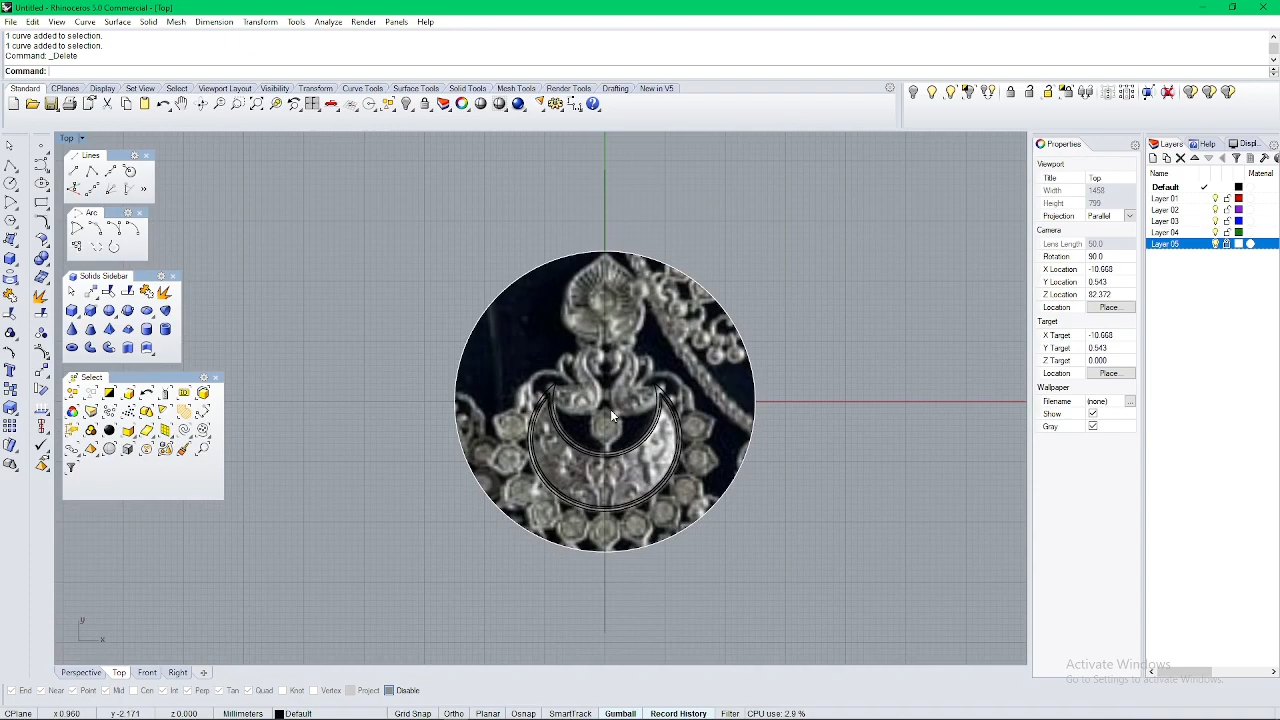 Untitled - Rhinoceros 5.0 Commercial - [Top]
File Edit View Curve Surface Solid Mesh Dimension Transform Tools Analyze Render Panels Help
1 curve added to selection.
1 curve added to selection.
Command: _Delete
Command:
Standard CPlanes Display Set View Select Viewport Layout Visibility Transform Curve Tools Surface Tools Solid Tools Mesh Tools Render Tools Drafting New in V5
Top
Lines
Arc
Solids Sidebar
Select
Properties
Viewport
Title Top
Width 1458
Height 799
Projection Parallel
Camera
Lens Length 50.0
Rotation 90.0
X Location -10.668
Y Location 0.543
Z Location 82.372
Location Place...
Target
X Target -10.668
Y Target 0.543
Z Target 0.000
Location Place...
Wallpaper
Filename (none) ...
Show
Gray
Layers Help Displ...
Name Material
Default
Layer 01
Layer 02
Layer 03
Layer 04
Layer 05
y
x
Perspective Top Front Right
Activate Windows
Go to Settings to activate Windows.
End Near Point Mid Cen Int Perp Tan Quad Knot Vertex Project Disable
CPlane x 0.960 y -2.171 z 0.000 Millimeters Default Grid Snap Ortho Planar Osnap SmartTrack Gumball Record History Filter CPU use: 2.9 %